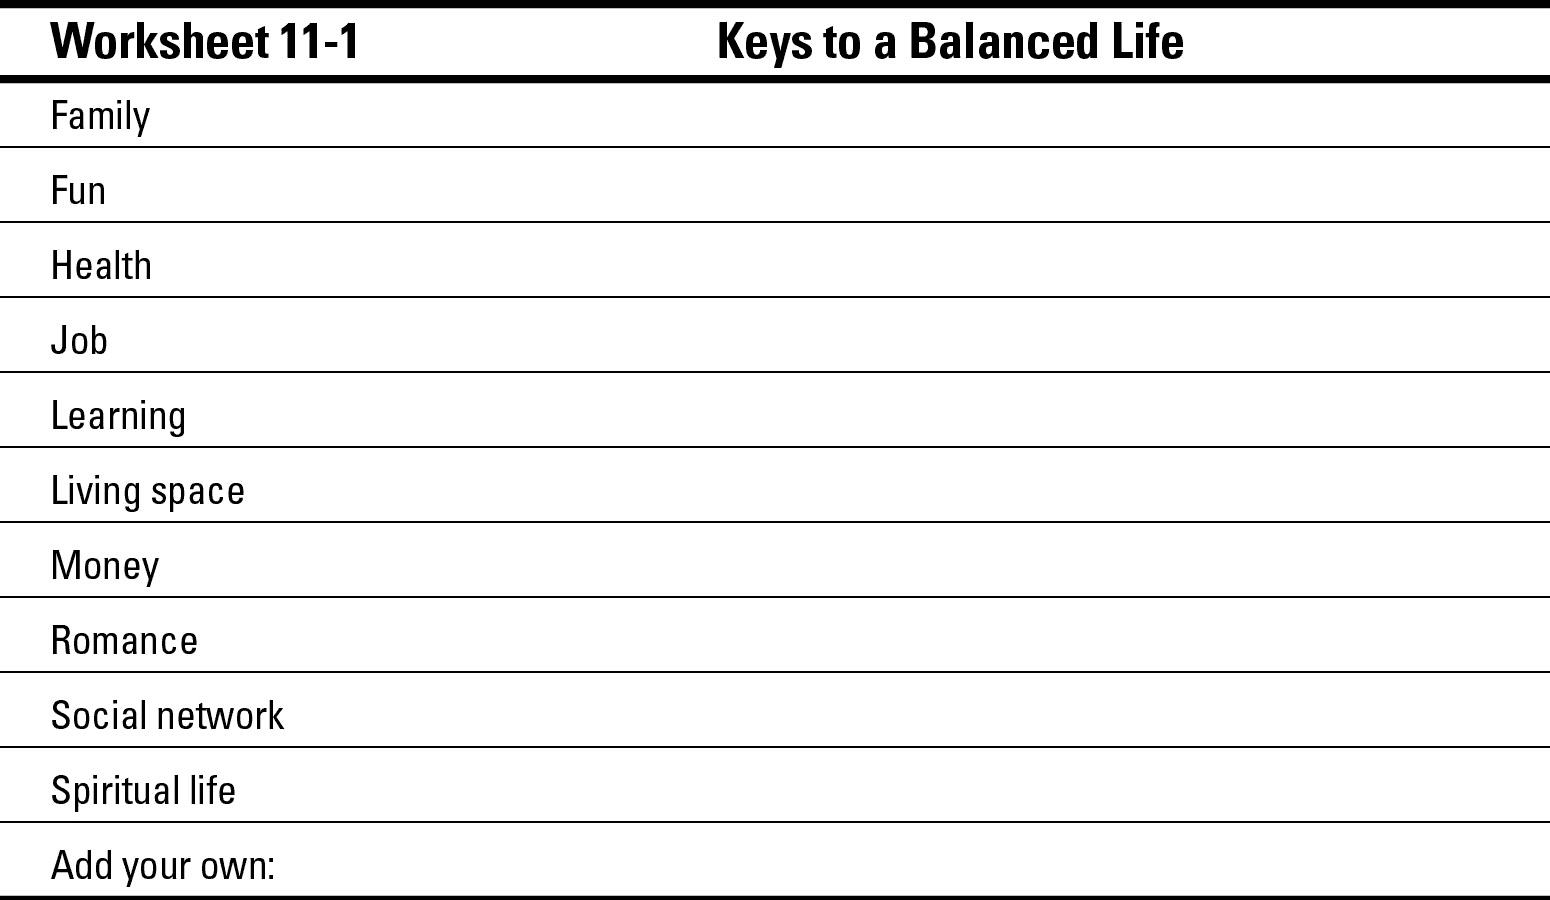 Worksheet 11-1 Keys to a Balanced Life
Family
Fun
Health
Job
Learning
Living space
Money
Romance
Social network
Spiritual life
Add your own: